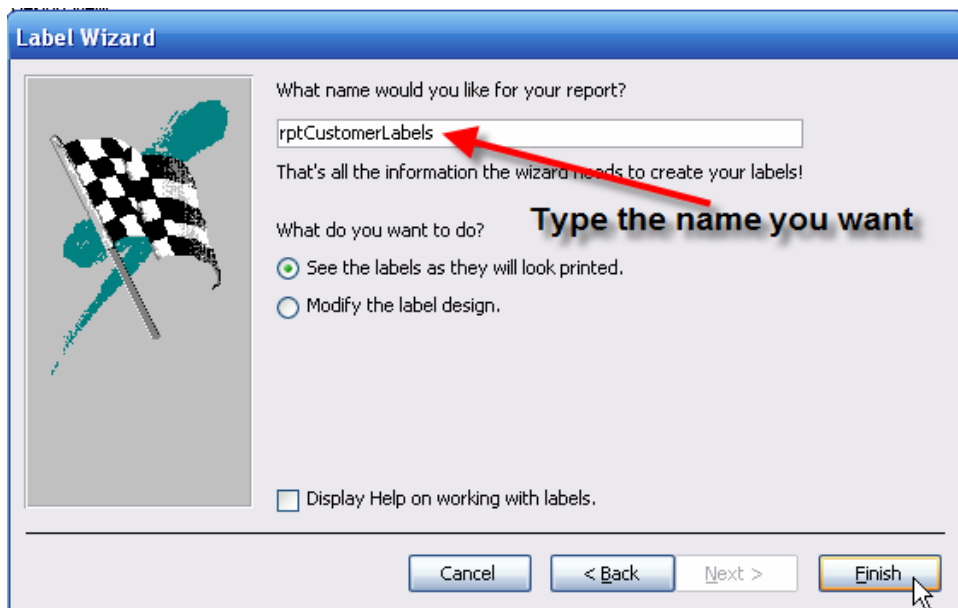 Label Wizard
What name would you like for your report?
rptCustomerLabels
That's all the information the wizard needs to create your labels!
Type the name you want
What do you want to do?
See the labels as they will look printed.
Modify the label design.
Display Help on working with labels.
Cancel
< Back
Next >
Finish